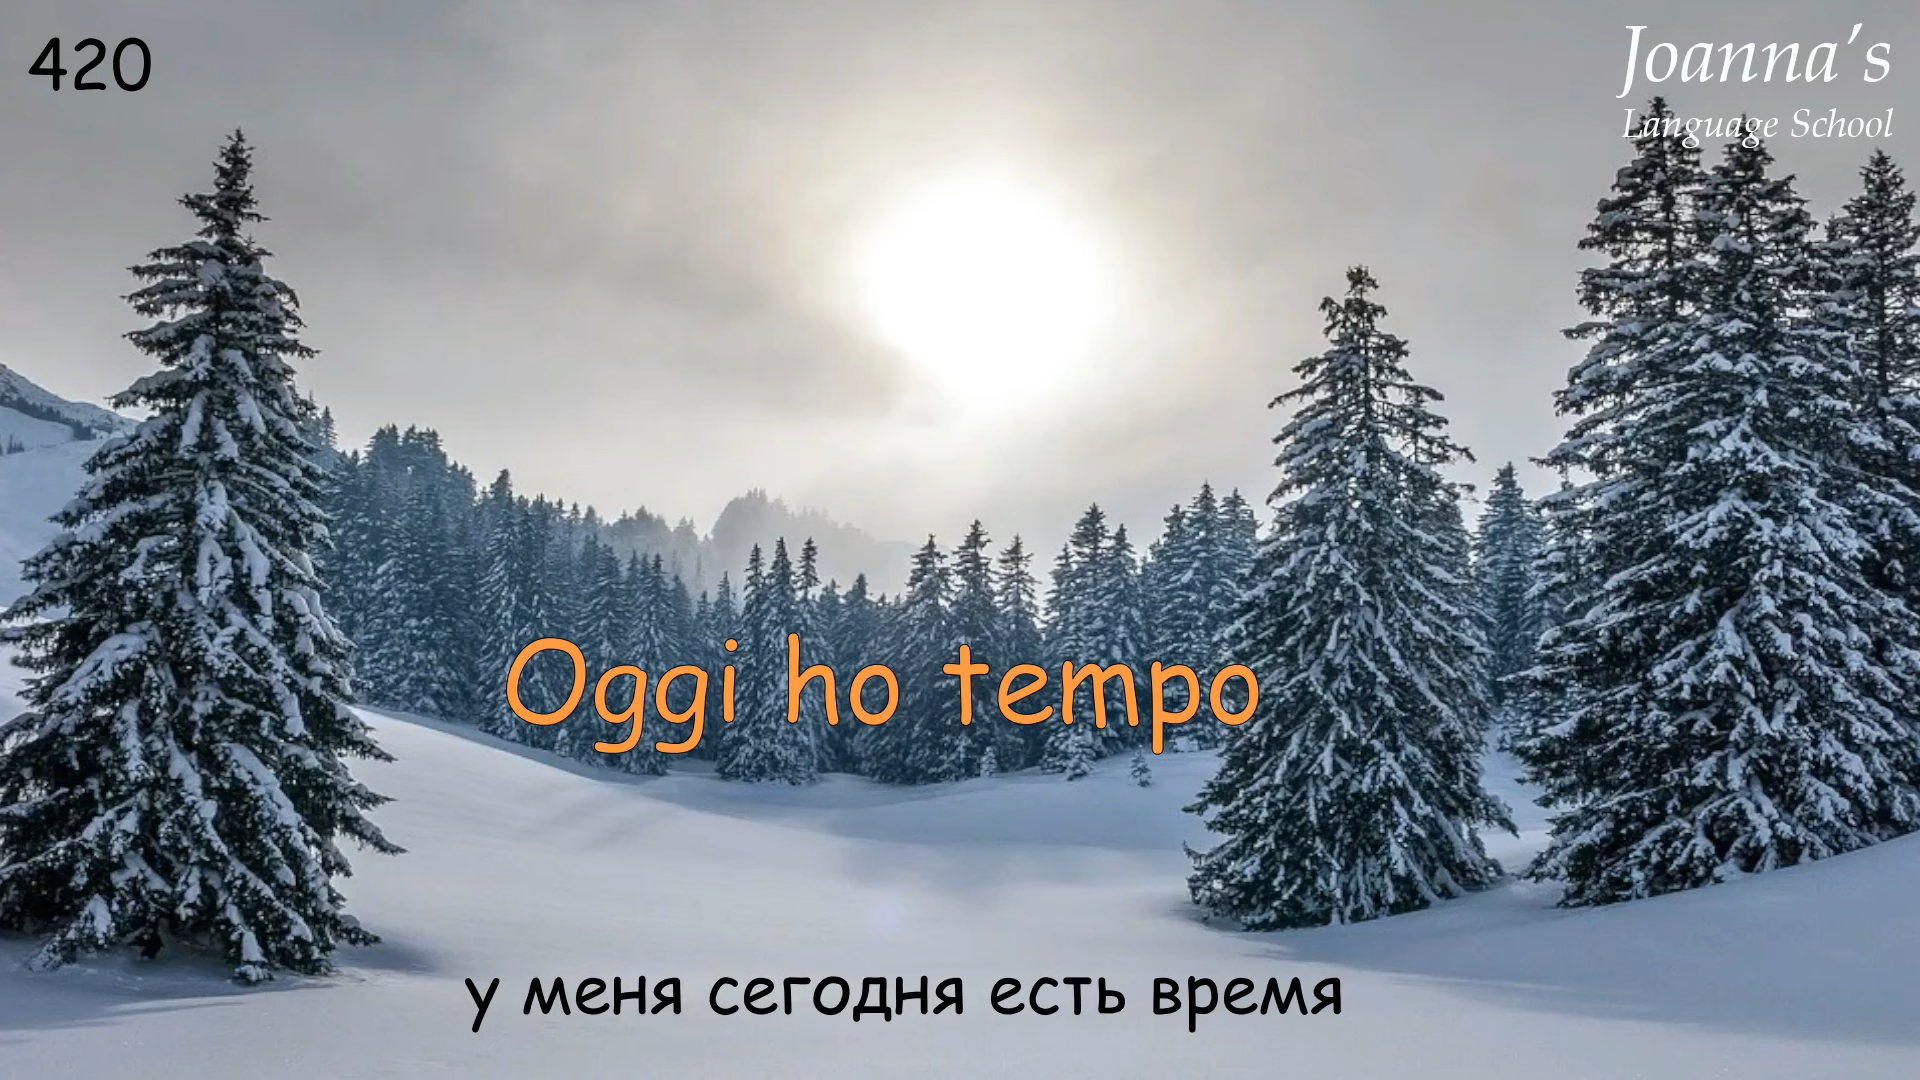 420
Joanna's
Language School
Oggi ho tempo
у меня сегодня есть время